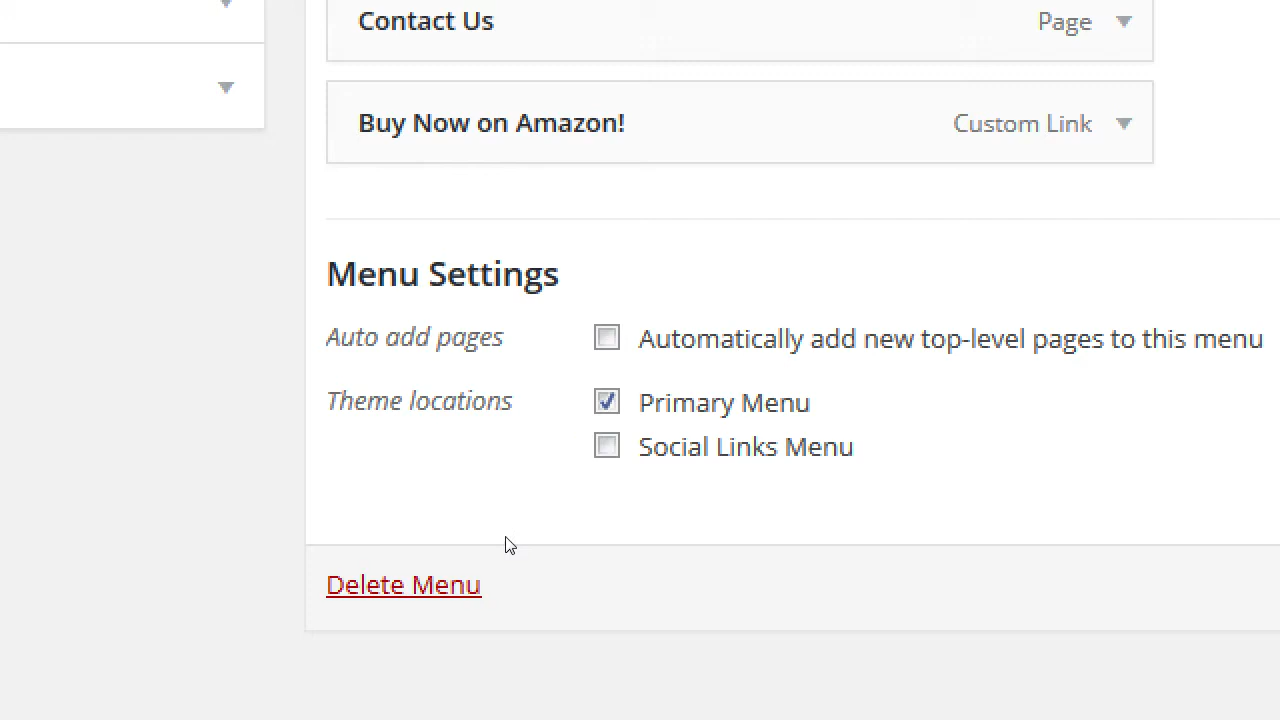 Contact Us Page
Buy Now on Amazon! Custom Link
Menu Settings
Auto add pages Automatically add new top-level pages to this menu
Theme locations Primary Menu
Social Links Menu
Delete Menu